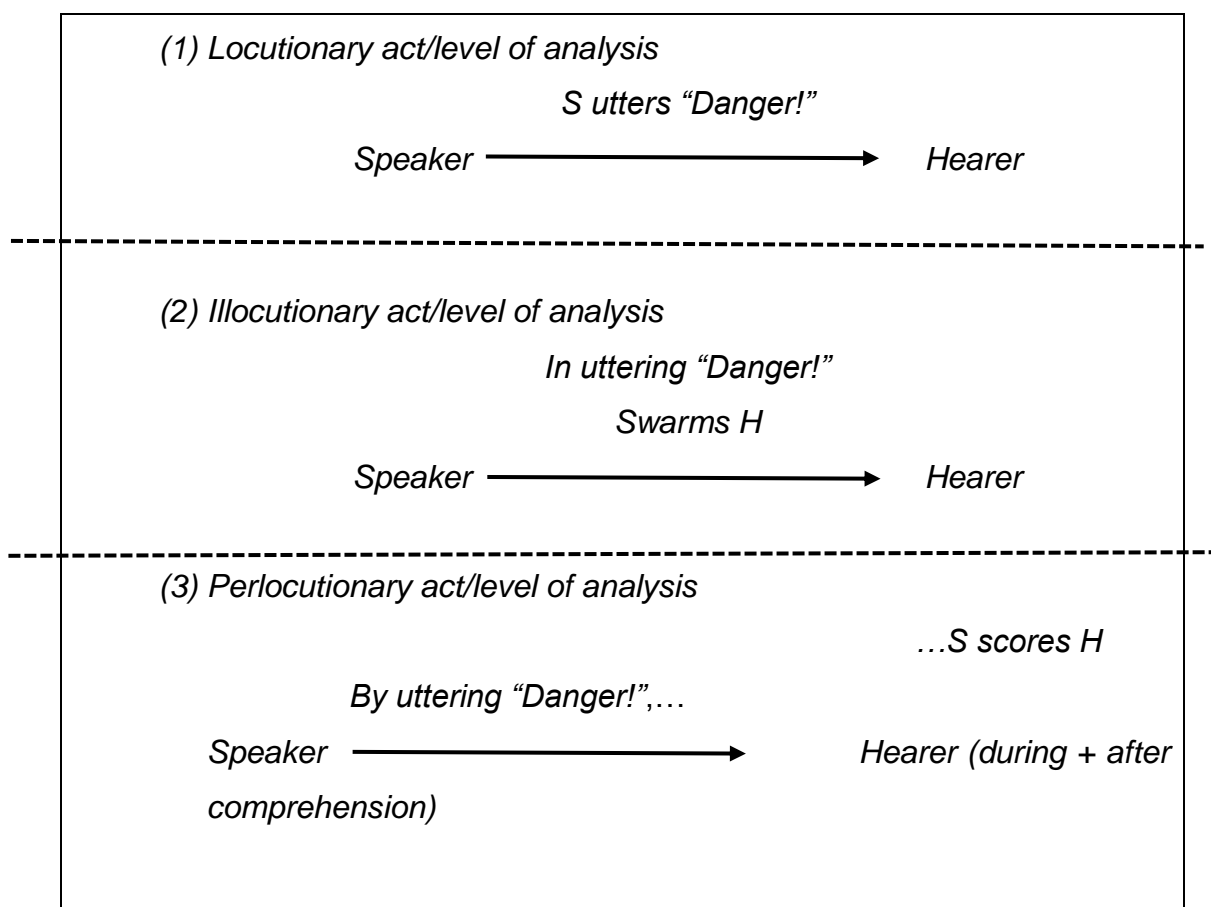 (1) Locutionary act/level of analysis
S utters “Danger!”
Speaker Hearer
(2) Illocutionary act/level of analysis
In uttering “Danger!”
Swarms H
Speaker Hearer
(3) Perlocutionary act/level of analysis
…S scores H
By uttering “Danger!”,…
Speaker Hearer (during + after
comprehension)